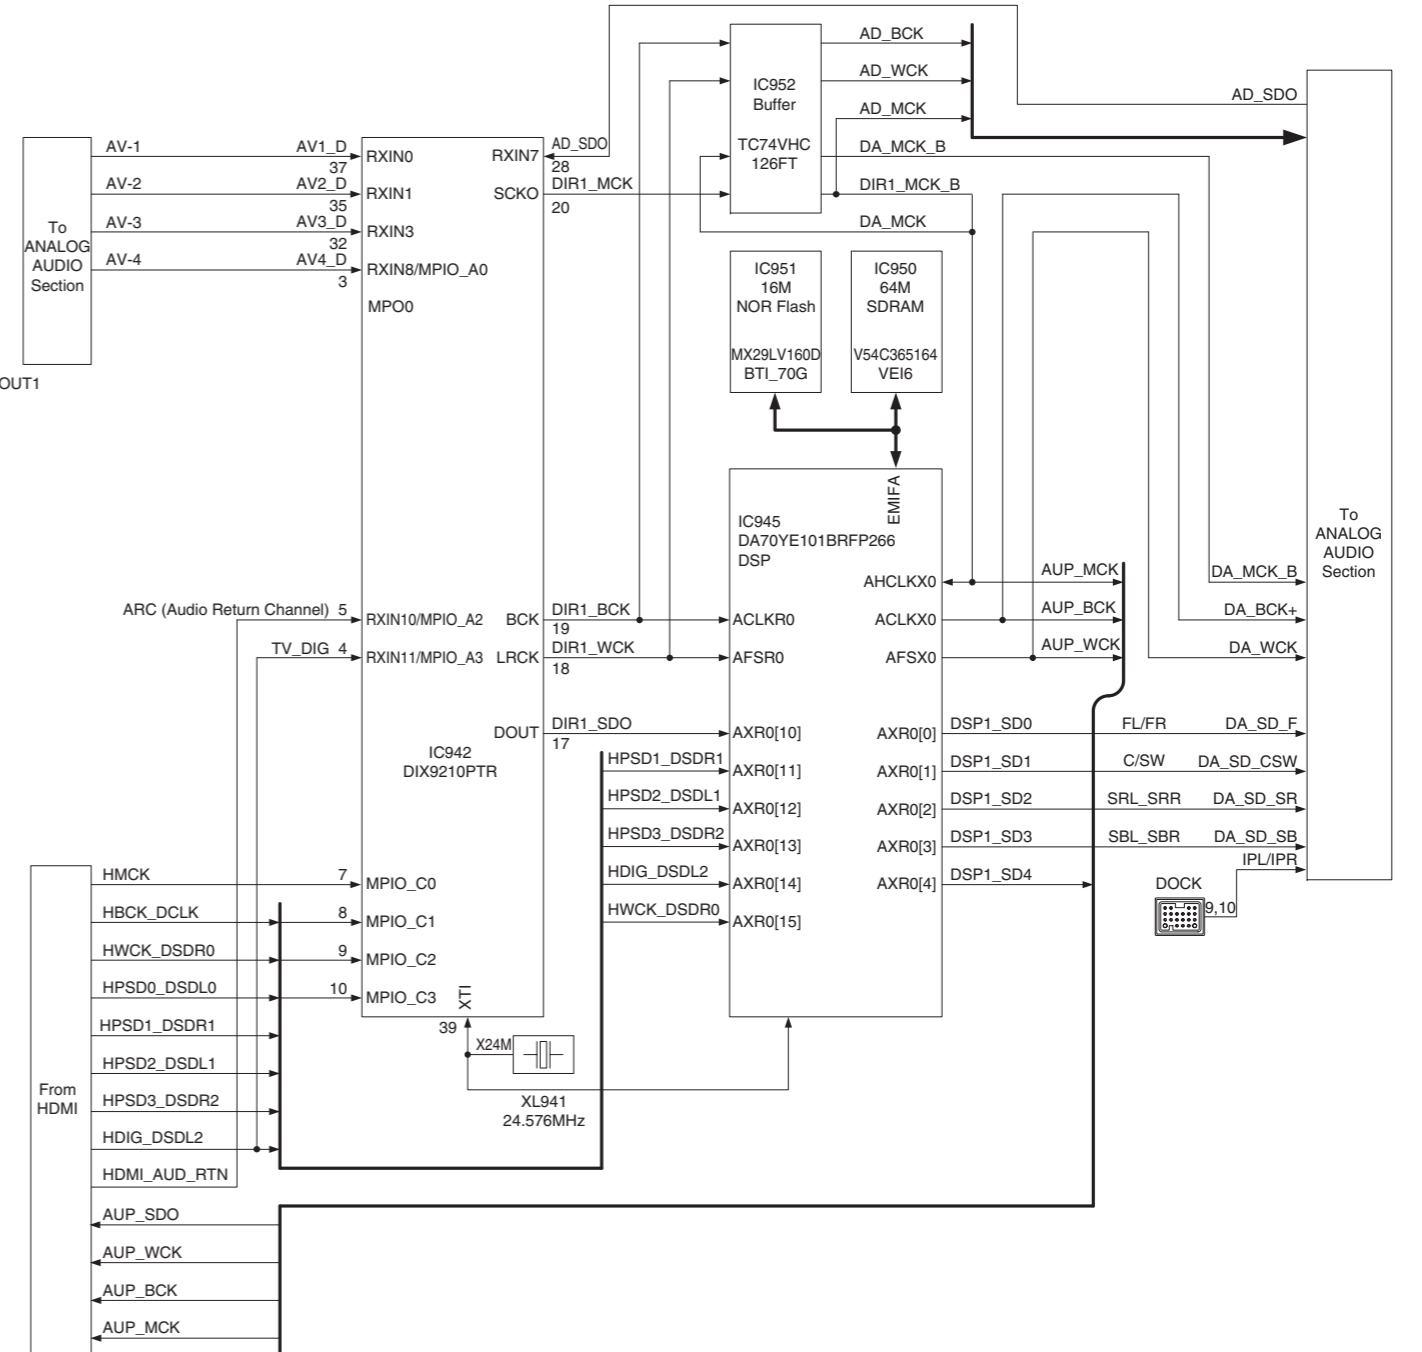 AD_BCK
IC952
Buffer
AD_WCK
AD_SDO
AD_MCK
TC74VHC
126FT
AV-1
AV1_D
RXIN0
37
RXIN7
AD_SDO
28
DA_MCK_B
AV-2
AV2_D
RXIN1
35
SCKO
DIR1_MCK
20
DIR1_MCK_B
AV-3
AV3_D
RXIN3
32
DA_MCK
To
ANALOG
AUDIO
Section
AV-4
AV4_D
RXIN8/MPIO_A0
3
MPO0
OUT1
IC951
16M
NOR Flash
MX29LV160D
BTI_70G
IC950
64M
SDRAM
V54C365164
VEI6
IC945
DA70YE101BRFP266
DSP
EMIFA
To
ANALOG
AUDIO
Section
AHCLKX0
AUP_MCK
DA_MCK_B
ARC (Audio Return Channel) 5
RXIN10/MPIO_A2
BCK
DIR1_BCK
19
ACLKR0
ACLKX0
AUP_BCK
DA_BCK+
TV_DIG 4
RXIN11/MPIO_A3
LRCK
DIR1_WCK
18
AFSR0
AFSX0
AUP_WCK
DA_WCK
DOUT
DIR1_SDO
17
AXR0[10]
AXR0[0]
DSP1_SD0
FL/FR
DA_SD_F
IC942
DIX9210PTR
HPSD1_DSDR1
AXR0[11]
AXR0[1]
DSP1_SD1
C/SW
DA_SD_CSW
HPSD2_DSDL1
AXR0[12]
AXR0[2]
DSP1_SD2
SRL_SRR
DA_SD_SR
HPSD3_DSDR2
AXR0[13]
AXR0[3]
DSP1_SD3
SBL_SBR
DA_SD_SB
IPL/IPR
HDIG_DSDL2
AXR0[14]
AXR0[4]
DSP1_SD4
DOCK
9,10
HWCK_DSDR0
AXR0[15]
HMCK
7
MPIO_C0
HBCK_DCLK
8
MPIO_C1
HWCK_DSDR0
9
MPIO_C2
HPSD0_DSDL0
10
MPIO_C3
XTI
39
HPSD1_DSDR1
X24M
HPSD2_DSDL1
From
HDMI
HPSD3_DSDR2
XL941
24.576MHz
HDIG_DSDL2
HDMI_AUD_RTN
AUP_SDO
AUP_WCK
AUP_BCK
AUP_MCK